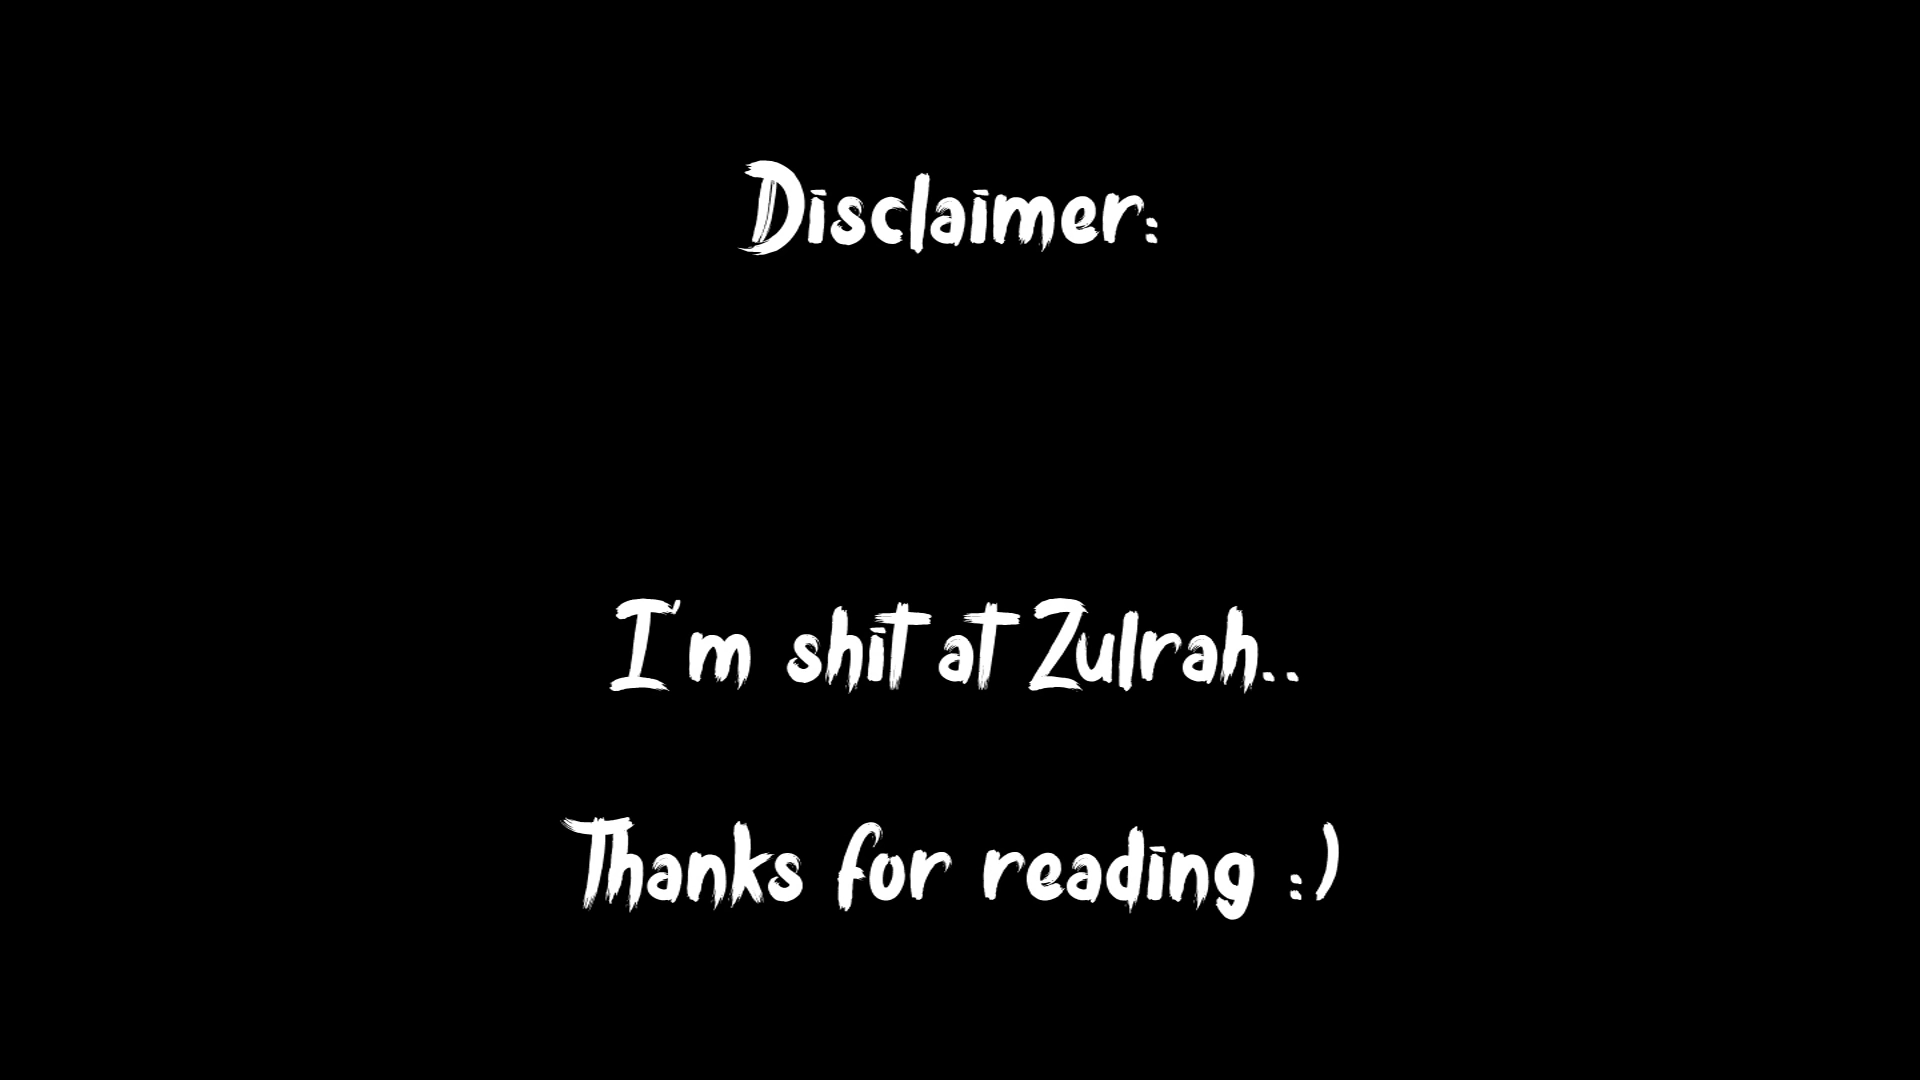 Disclaimer:
I'm shit at Zulrah..
Thanks for reading :)